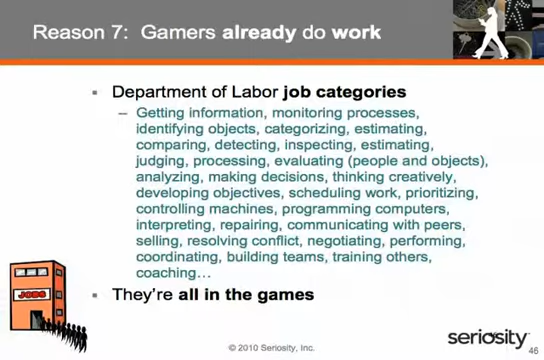 Reason 7: Gamers already do work
▪ Department of Labor job categories
– Getting information, monitoring processes,
identifying objects, categorizing, estimating,
comparing, detecting, inspecting, estimating,
judging, processing, evaluating (people and objects),
analyzing, making decisions, thinking creatively,
developing objectives, scheduling work, prioritizing,
controlling machines, programming computers,
interpreting, repairing, communicating with peers,
selling, resolving conflict, negotiating, performing,
coordinating, building teams, training others,
coaching…
JOBS
▪ They're all in the games
© 2010 Seriosity, Inc.
seriosity
46